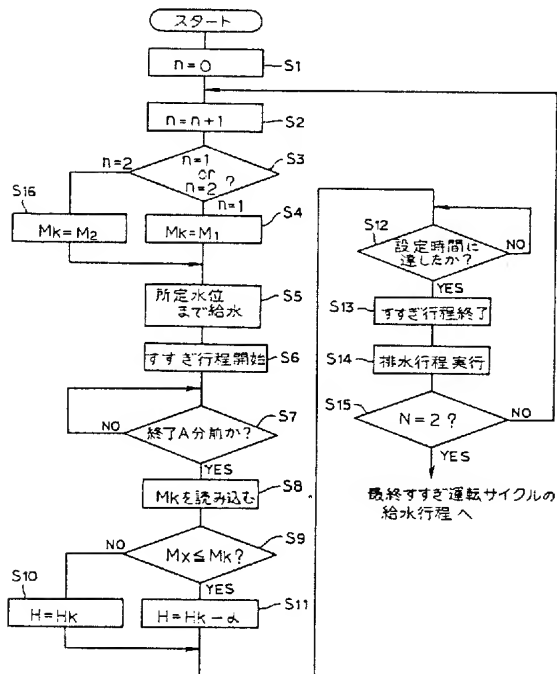 スタート
n=0
S1
n=n+1
S2
n=1
or
n=2 ?
S3
n=2
n=1
S16
Mk=M2
Mk=M1
S4
所定水位
まで給水
S5
すすぎ行程開始
S6
終了A分前か?
S7
NO
YES
Mkを読み込む
S8
Mx≦Mk?
S9
NO
YES
S10
H=Hk
H=Hk-α
S11
S12
設定時間に
達したか?
NO
YES
S13
すすぎ行程終了
S14
排水行程実行
S15
N=2?
NO
YES
最終すすぎ運転サイクルの
給水行程へ